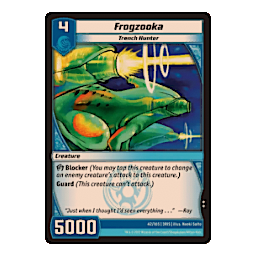 4
Frogzooka
Trench Hunter
Creature
Blocker (You may tap this creature to change
an enemy creature's attack to this creature.)
Guard (This creature can't attack.)
"Just when I thought I'd seen everything . . ." —Ray
5000